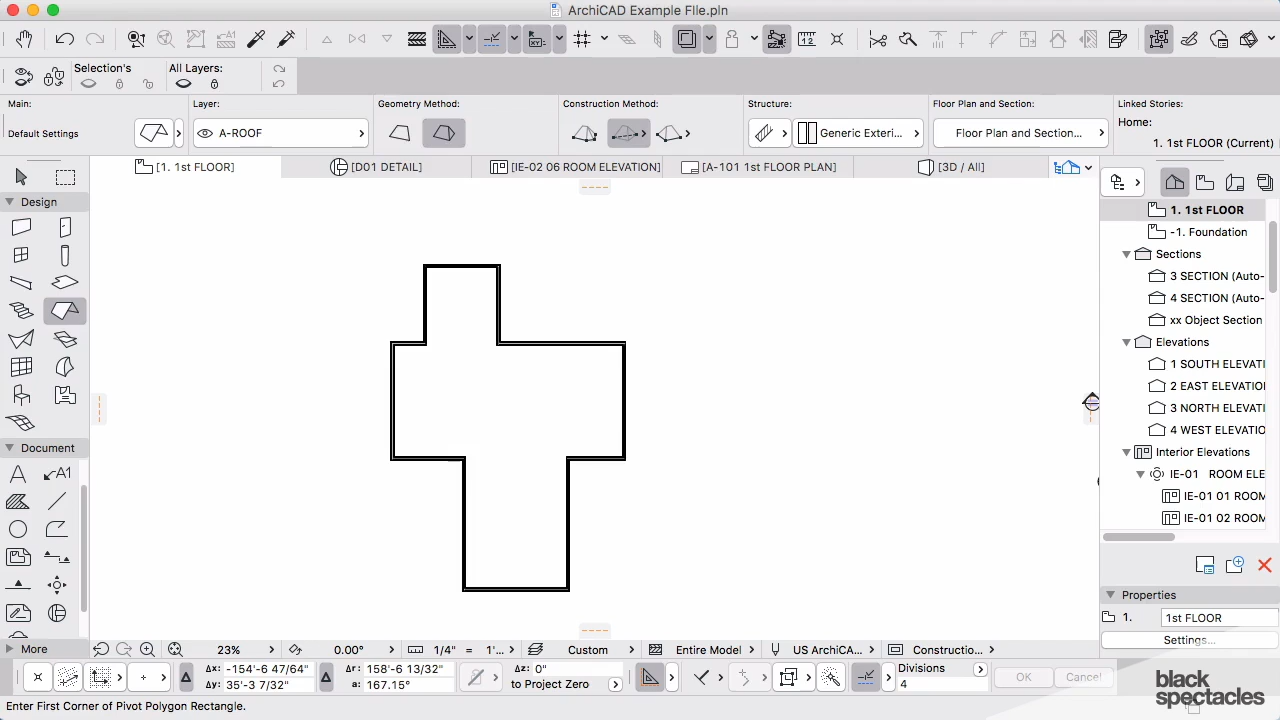 ArchiCAD Example FIle.pln
Selection's
All Layers:
Main:
Layer:
Geometry Method:
Construction Method:
Structure:
Floor Plan and Section:
Linked Stories:
Default Settings
A-ROOF
Generic Exteri...
Floor Plan and Section...
Home:
1. 1st FLOOR (Current)
[1. 1st FLOOR]
[D01 DETAIL]
[IE-02 06 ROOM ELEVATION]
[A-101 1st FLOOR PLAN]
[3D / All]
Design
Document
A
A1
More
1. 1st FLOOR
-1. Foundation
Sections
3 SECTION (Auto-
4 SECTION (Auto-
xx Object Section
Elevations
1 SOUTH ELEVATI
2 EAST ELEVATIO
3 NORTH ELEVATI
4 WEST ELEVATIO
Interior Elevations
IE-01 ROOM ELE
IE-01 01 ROOM
IE-01 02 ROOM
Properties
1.
1st FLOOR
Settings...
23%
0.00°
1/4" = 1'...
Custom
Entire Model
US ArchiCA...
Constructio...
Δx: -154'-6 47/64"
Δy: 35'-3 7/32"
Δr: 158'-6 13/32"
a: 167.15°
Δz: 0"
to Project Zero
Divisions
4
OK
Cancel
Enter First Corner of Pivot Polygon Rectangle.
black
spectacles